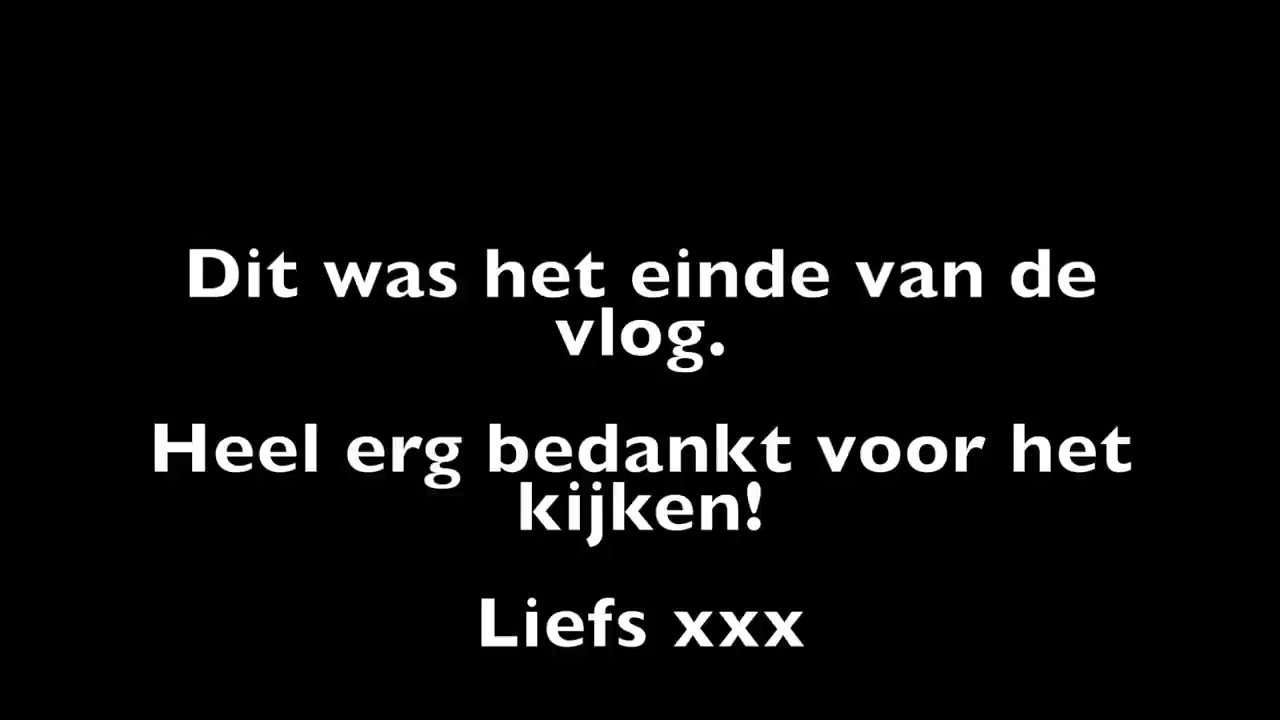 Dit was het einde van de
vlog.
Heel erg bedankt voor het
kijken!
Liefs xxx